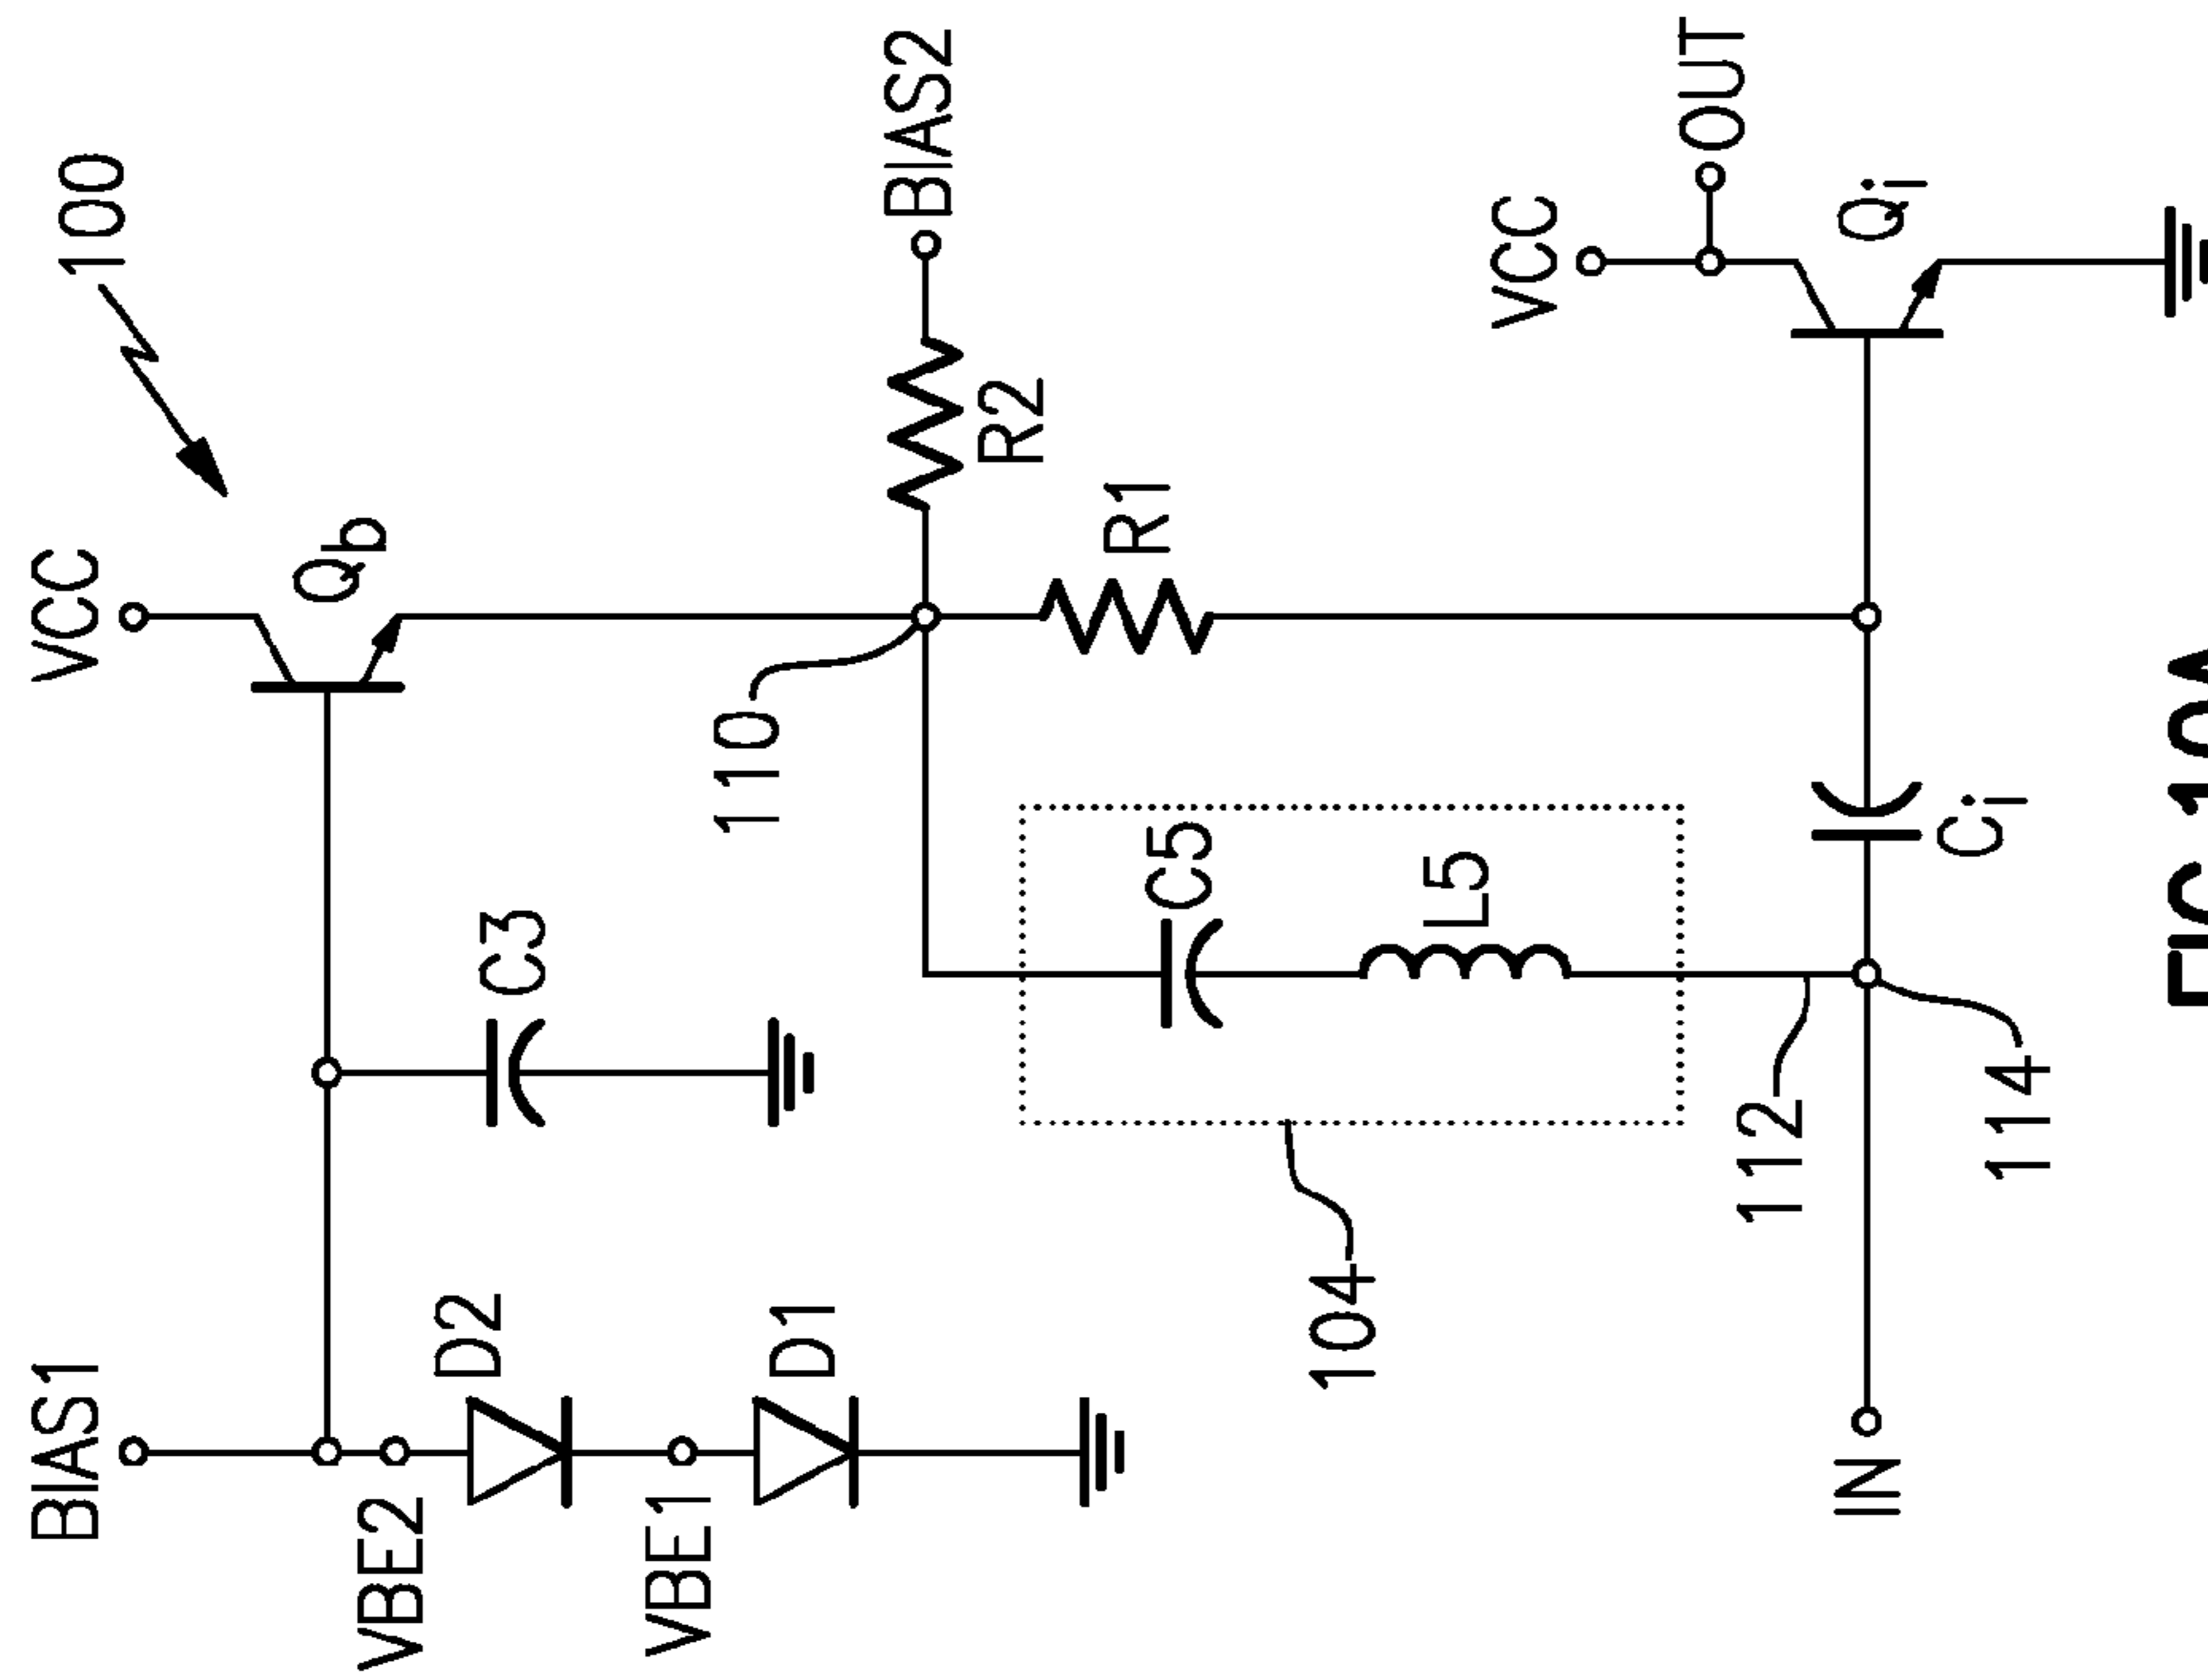 100
BIAS1
VCC
Qb
VBE2
D2
C3
VBE1
D1
110
BIAS2
R2
R1
104
C5
L5
VCC
OUT
112
IN
114
Ci
Qi